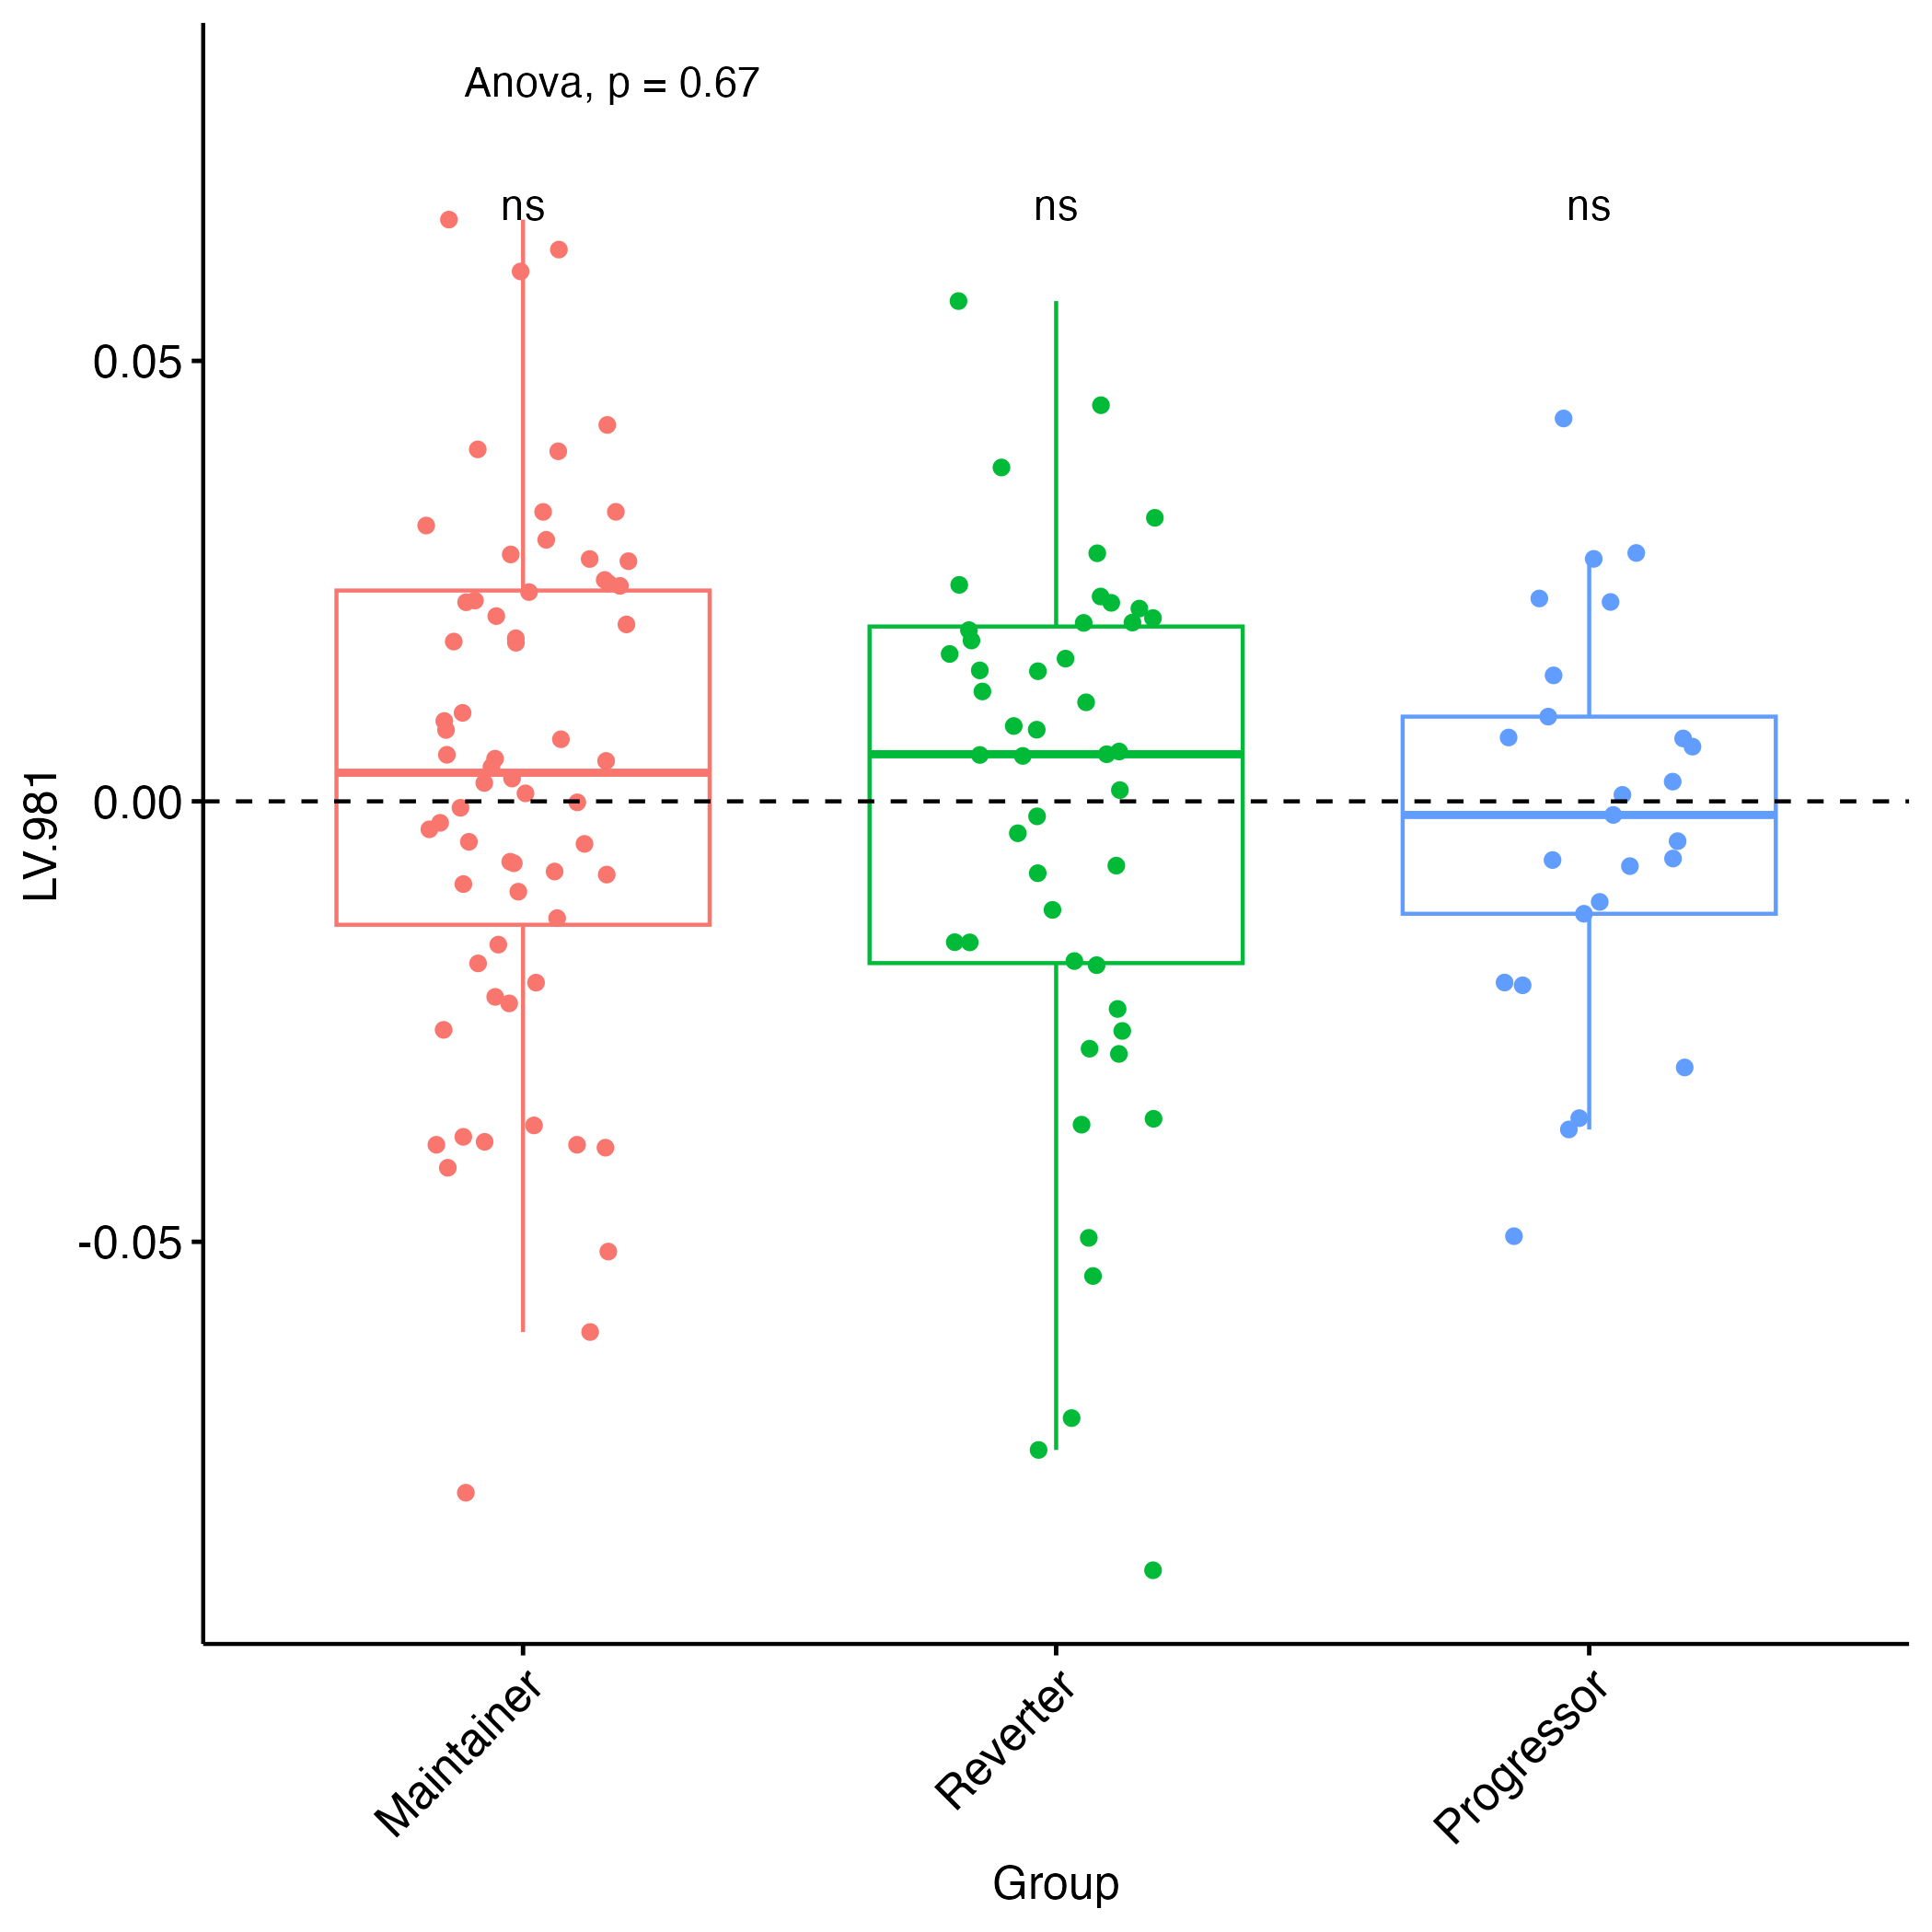 Anova, p = 0.67
ns ns ns
0.05
0.00
-0.05
LV.981
Maintainer
Reverter
Progressor
Group